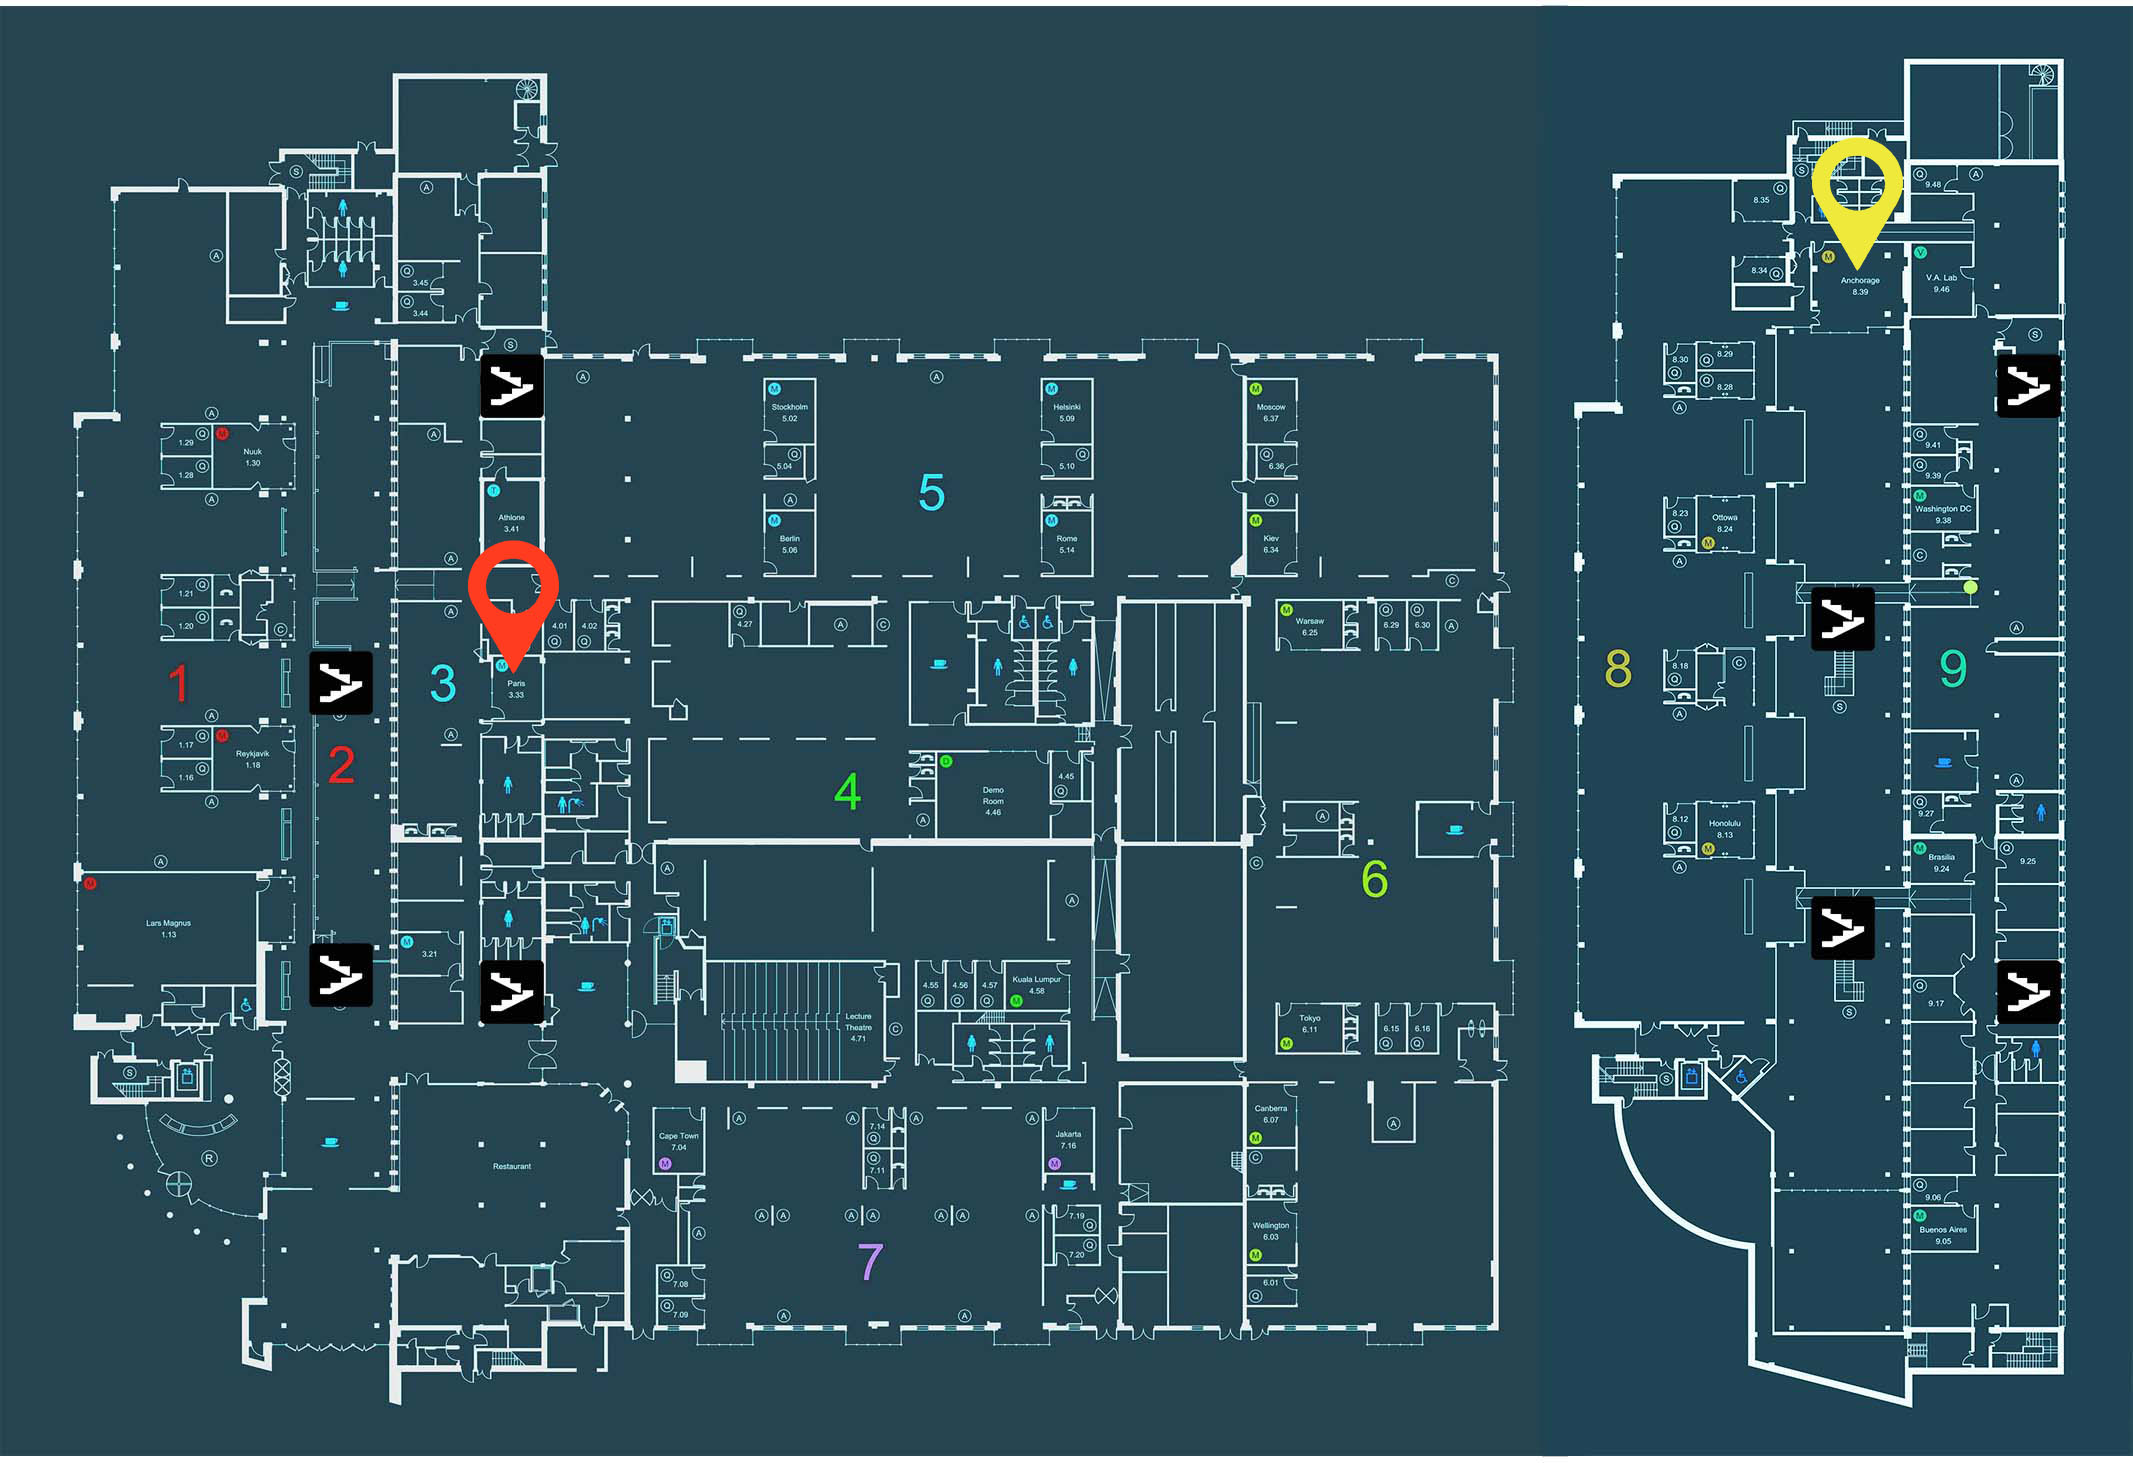 S
A
A
Q
3.45
Q
3.44
S
A
A
A
A
Q
1.29
M
Nuuk
1.30
Q
1.28
A
A
M
Stockholm
5.02
Q
5.04
A
M
Berlin
5.06
5
M
Helsinki
5.09
Q
5.10
M
Rome
5.14
M
Moscow
6.37
Q
6.36
A
M
Kiev
6.34
C
T
Athlone
3.41
A
A
Q
1.21
Q
1.20
C
1
A
Q
1.17
Q
1.16
M
Reykjavik
1.18
A
A
2
3
M
Paris
3.33
A
4.01
Q
4.02
Q
Q
4.27
A
C
M
Warsaw
6.25
Q
6.29
Q
6.30
A
4
D
Demo
Room
4.46
4.45
Q
A
A
6
C
M
Lars Magnus
1.13
M
3.21
A
A
Lecture
Theatre
4.71
C
4.55
Q
4.56
Q
4.57
Q
Kuala Lumpur
4.58
M
Tokyo
6.11
M
6.15
Q
6.16
Q
S
R
Restaurant
Cape Town
7.04
M
A
A
7.14
Q
Q
7.11
A
A
Jakarta
7.16
M
Canberra
6.07
M
C
A
Wellington
6.03
M
6.01
Q
A
A
A
A
A
A
A
A
7.19
Q
Q
7.20
7
Q
7.08
Q
7.09
A
A
S
Q
8.35
8.34
Q
M
Anchorage
8.39
Q
9.48
A
V
V.A. Lab
9.46
S
8.30
Q
8.29
Q
Q
8.28
A
8.23
Q
Ottowa
8.24
M
A
8
8.18
Q
C
A
S
8.12
Q
Honolulu
8.13
M
A
S
S
Q
9.41
Q
9.39
M
Washington DC
9.38
C
A
9
A
Q
9.27
M
Brasilia
9.24
Q
9.25
Q
9.17
Q
9.06
M
Buenos Aires
9.05